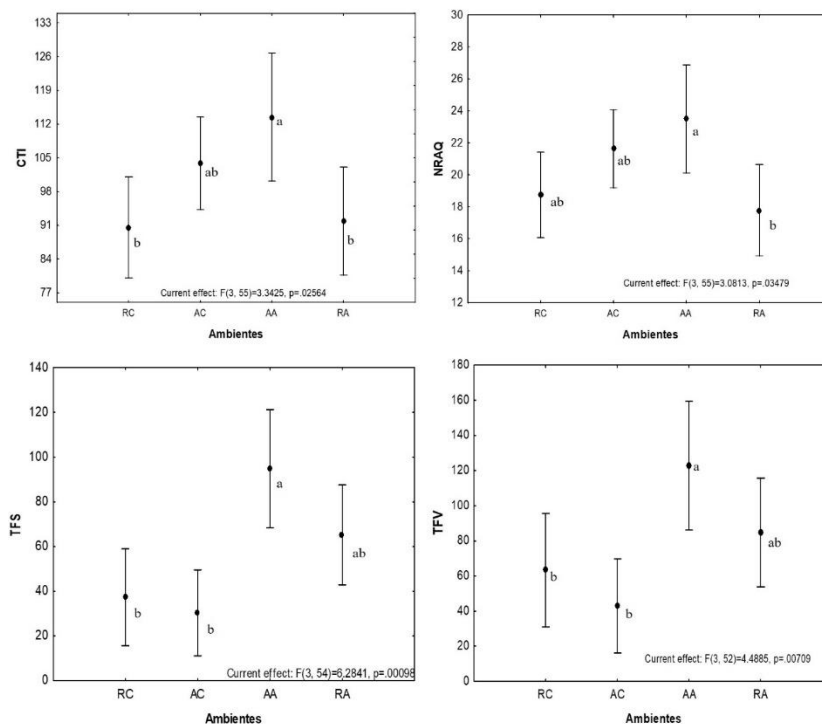 CTI
133
126
119
112
105
98
91
84
77
b
ab
a
b
Current effect: F(3, 55)=3.3425, p=.02564
RC AC AA RA
Ambientes
NRAQ
30
28
26
24
22
20
18
16
14
12
ab
ab
a
b
Current effect: F(3, 55)=3.0813, p=.03479
RC AC AA RA
Ambientes
TFS
140
120
100
80
60
40
20
0
b
b
a
ab
Current effect: F(3, 54)=6.2841, p=.00098
RC AC AA RA
Ambientes
TFV
180
160
140
120
100
80
60
40
20
0
b
b
a
ab
Current effect: F(3, 52)=4.4885, p=.00709
RC AC AA RA
Ambientes